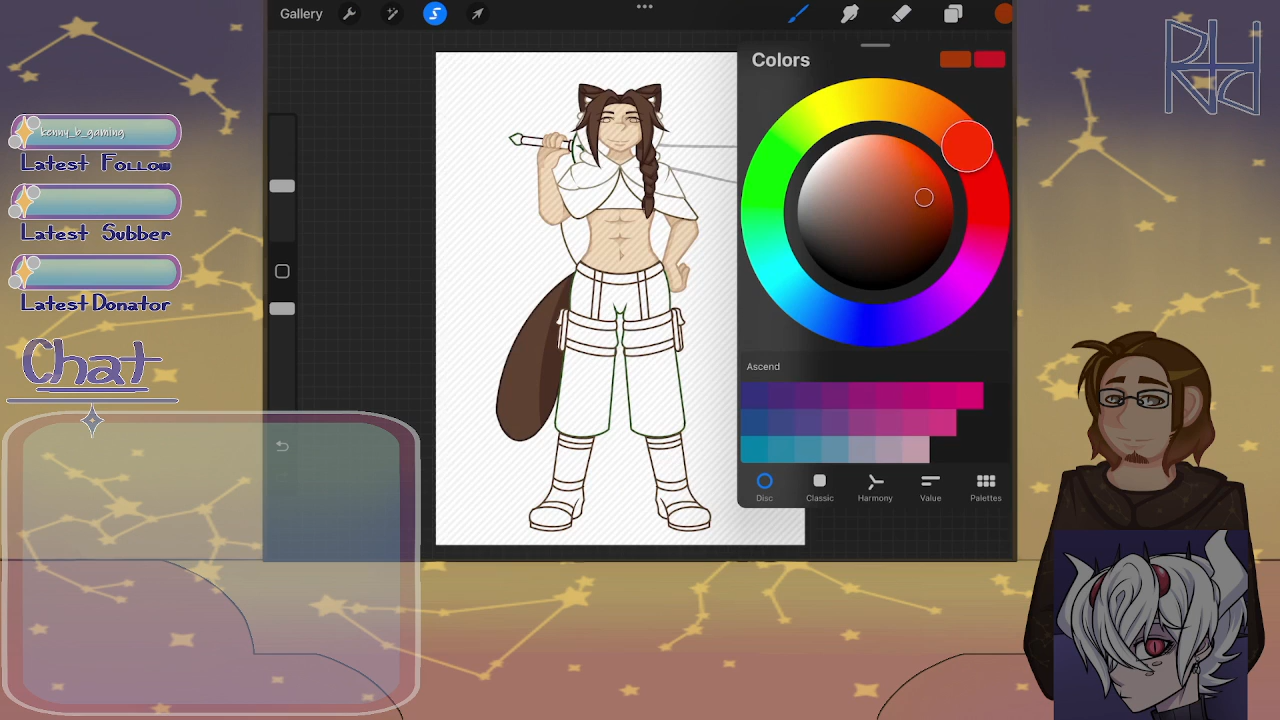 Gallery
Colors
kenny_b_gaming
Latest Follow
Latest Subber
Latest Donator
Chat
Ascend
Disc
Classic
Harmony
Value
Palettes